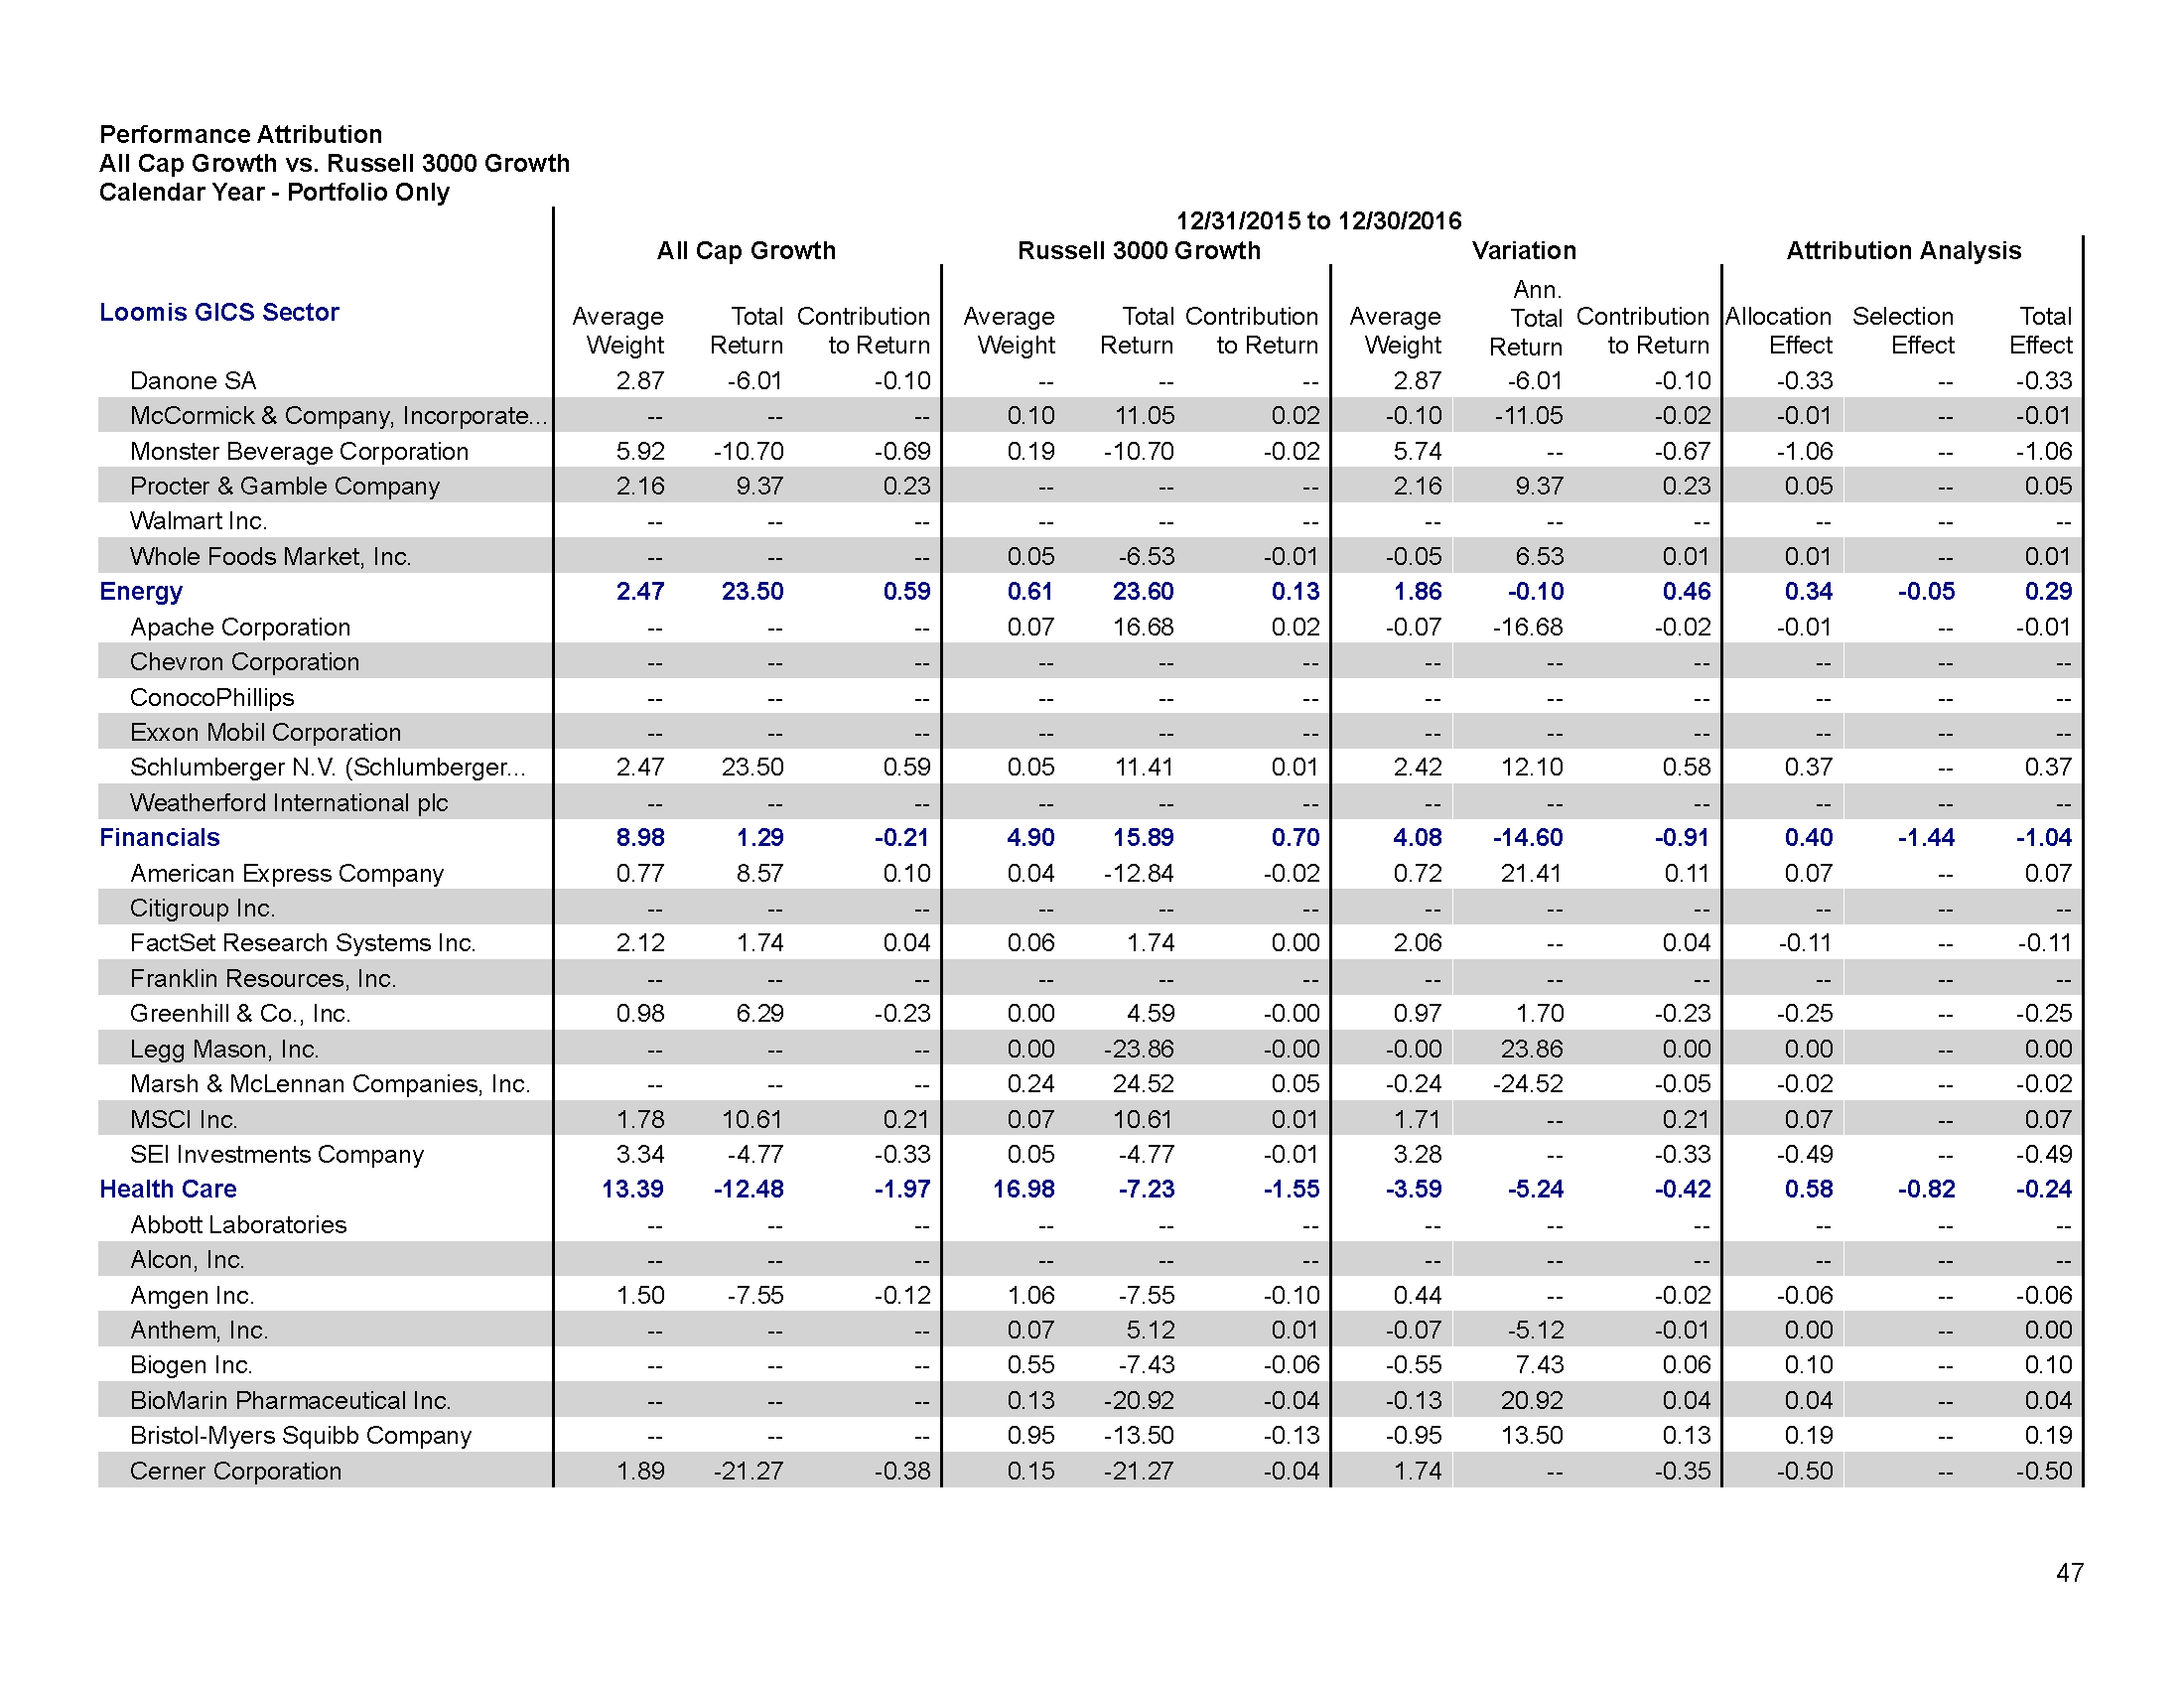 Performance Attribution
All Cap Growth vs. Russell 3000 Growth
Calendar Year - Portfolio Only
12/31/2015 to 12/30/2016
All Cap Growth Russell 3000 Growth Variation Attribution Analysis
Loomis GICS Sector Average Weight Total Return Contribution to Return Average Weight Total Return Contribution to Return Average Weight Ann. Total Return Contribution to Return Allocation Effect Selection Effect Total Effect
Danone SA 2.87 -6.01 -0.10 -- -- -- 2.87 -6.01 -0.10 -0.33 -- -0.33
McCormick & Company, Incorporate... -- -- -- 0.10 11.05 0.02 -0.10 -11.05 -0.02 -0.01 -- -0.01
Monster Beverage Corporation 5.92 -10.70 -0.69 0.19 -10.70 -0.02 5.74 -- -0.67 -1.06 -- -1.06
Procter & Gamble Company 2.16 9.37 0.23 -- -- -- 2.16 9.37 0.23 0.05 -- 0.05
Walmart Inc. -- -- -- -- -- -- -- -- -- -- -- --
Whole Foods Market, Inc. -- -- -- 0.05 -6.53 -0.01 -0.05 6.53 0.01 0.01 -- 0.01
Energy 2.47 23.50 0.59 0.61 23.60 0.13 1.86 -0.10 0.46 0.34 -0.05 0.29
Apache Corporation -- -- -- 0.07 16.68 0.02 -0.07 -16.68 -0.02 -0.01 -- -0.01
Chevron Corporation -- -- -- -- -- -- -- -- -- -- -- --
ConocoPhillips -- -- -- -- -- -- -- -- -- -- -- --
Exxon Mobil Corporation -- -- -- -- -- -- -- -- -- -- -- --
Schlumberger N.V. (Schlumberger... 2.47 23.50 0.59 0.05 11.41 0.01 2.42 12.10 0.58 0.37 -- 0.37
Weatherford International plc -- -- -- -- -- -- -- -- -- -- -- --
Financials 8.98 1.29 -0.21 4.90 15.89 0.70 4.08 -14.60 -0.91 0.40 -1.44 -1.04
American Express Company 0.77 8.57 0.10 0.04 -12.84 -0.02 0.72 21.41 0.11 0.07 -- 0.07
Citigroup Inc. -- -- -- -- -- -- -- -- -- -- -- --
FactSet Research Systems Inc. 2.12 1.74 0.04 0.06 1.74 0.00 2.06 -- 0.04 -0.11 -- -0.11
Franklin Resources, Inc. -- -- -- -- -- -- -- -- -- -- -- --
Greenhill & Co., Inc. 0.98 6.29 -0.23 0.00 4.59 -0.00 0.97 1.70 -0.23 -0.25 -- -0.25
Legg Mason, Inc. -- -- -- 0.00 -23.86 -0.00 -0.00 23.86 0.00 0.00 -- 0.00
Marsh & McLennan Companies, Inc. -- -- -- 0.24 24.52 0.05 -0.24 -24.52 -0.05 -0.02 -- -0.02
MSCI Inc. 1.78 10.61 0.21 0.07 10.61 0.01 1.71 -- 0.21 0.07 -- 0.07
SEI Investments Company 3.34 -4.77 -0.33 0.05 -4.77 -0.01 3.28 -- -0.33 -0.49 -- -0.49
Health Care 13.39 -12.48 -1.97 16.98 -7.23 -1.55 -3.59 -5.24 -0.42 0.58 -0.82 -0.24
Abbott Laboratories -- -- -- -- -- -- -- -- -- -- -- --
Alcon, Inc. -- -- -- -- -- -- -- -- -- -- -- --
Amgen Inc. 1.50 -7.55 -0.12 1.06 -7.55 -0.10 0.44 -- -0.02 -0.06 -- -0.06
Anthem, Inc. -- -- -- 0.07 5.12 0.01 -0.07 -5.12 -0.01 0.00 -- 0.00
Biogen Inc. -- -- -- 0.55 -7.43 -0.06 -0.55 7.43 0.06 0.10 -- 0.10
BioMarin Pharmaceutical Inc. -- -- -- 0.13 -20.92 -0.04 -0.13 20.92 0.04 0.04 -- 0.04
Bristol-Myers Squibb Company -- -- -- 0.95 -13.50 -0.13 -0.95 13.50 0.13 0.19 -- 0.19
Cerner Corporation 1.89 -21.27 -0.38 0.15 -21.27 -0.04 1.74 -- -0.35 -0.50 -- -0.50
47